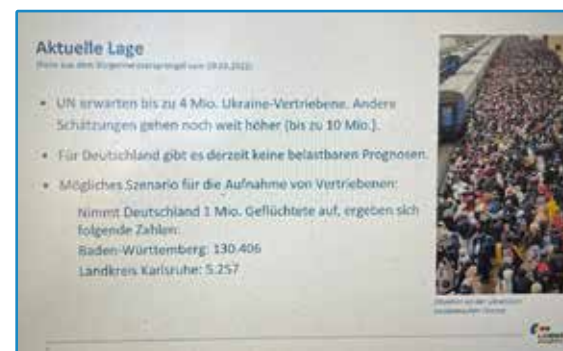 Aktuelle Lage
• UN erwarten bis zu 4 Mio. Ukraine-Vertriebene. Andere
Schätzungen gehen noch weit höher (bis zu 10 Mio.).
• Für Deutschland gibt es derzeit keine belastbaren Prognosen.
• Mögliches Szenario für die Aufnahme von Vertriebenen:
Nimmt Deutschland 1 Mio. Geflüchtete auf, ergeben sich
folgende Zahlen:
Baden-Württemberg: 130.406
Landkreis Karlsruhe: 5.257